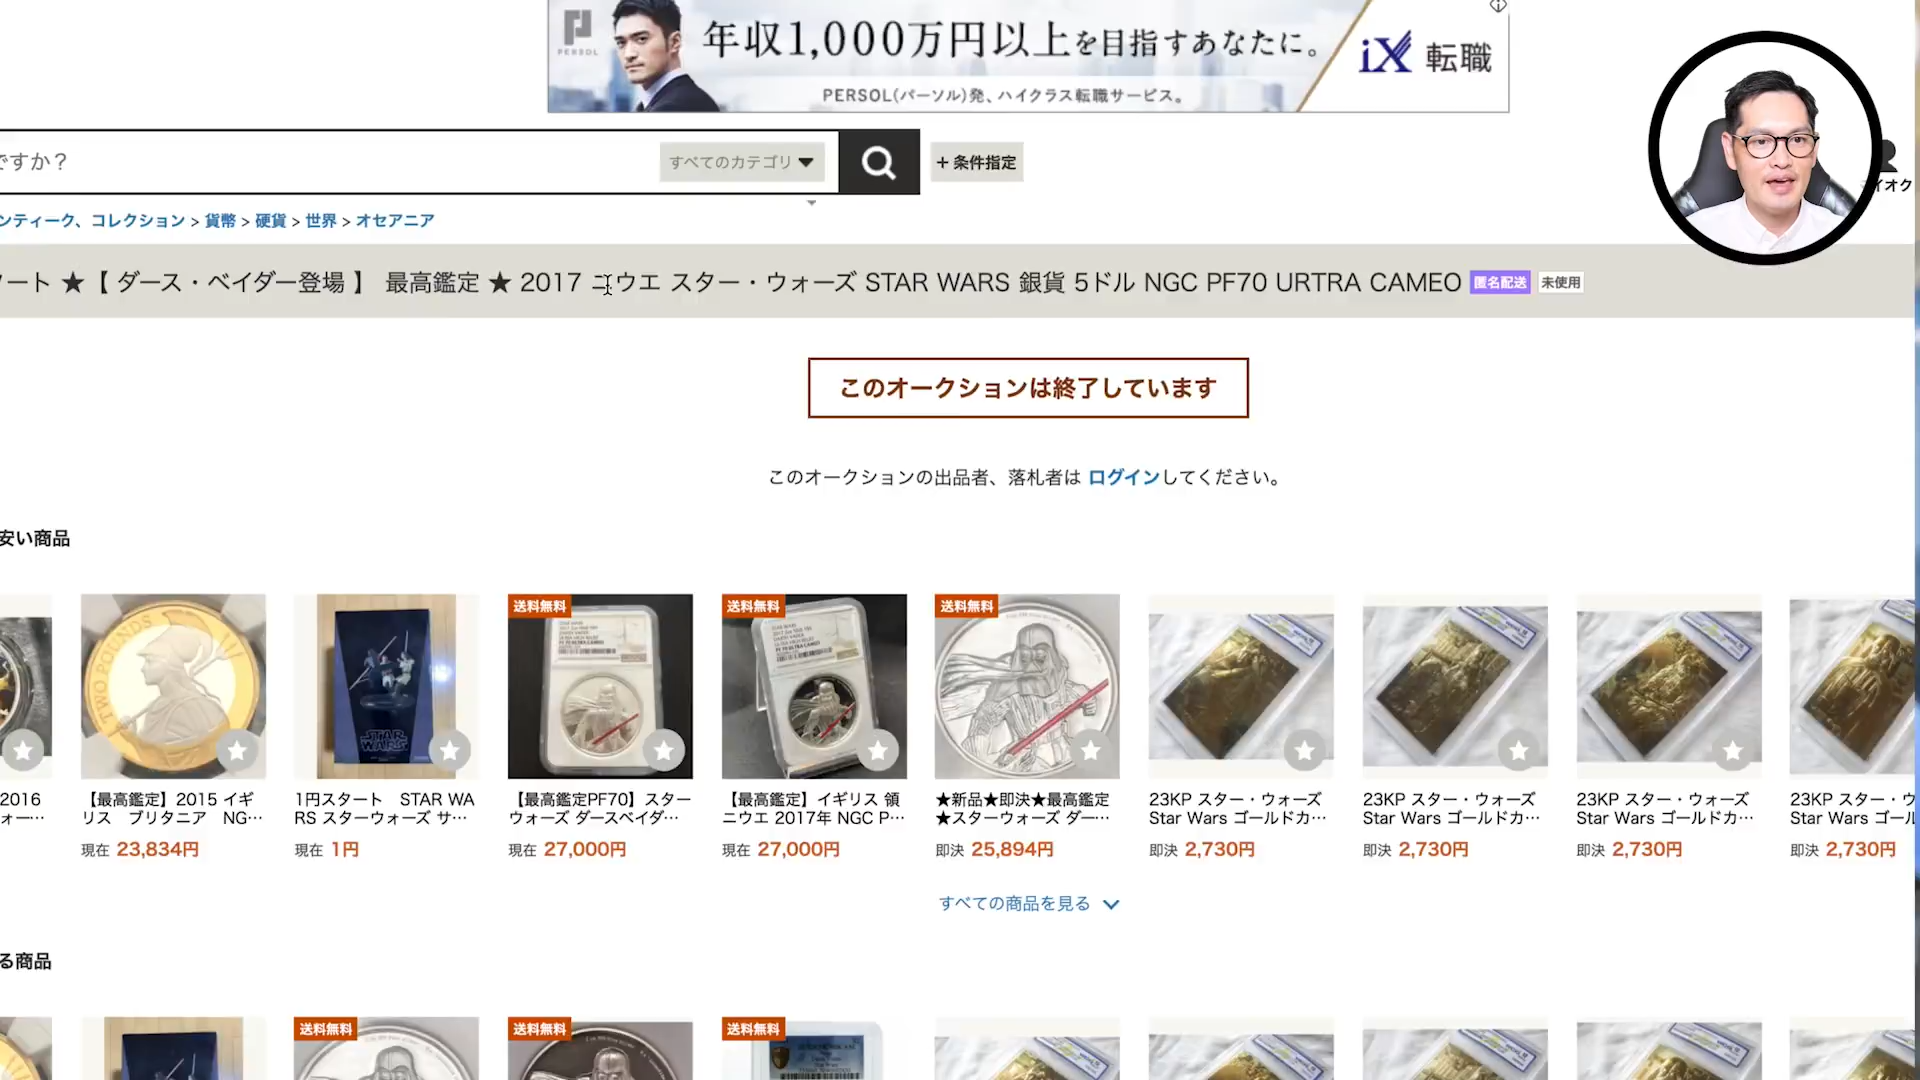 PERSOL
年収1,000万円以上を目指すあなたに。
PERSOL(パーソル)発、ハイクラス転職サービス。
iX 転職
ですか？
すべてのカテゴリ
+ 条件指定
イオク
ンティーク、コレクション > 貨幣 > 硬貨 > 世界 > オセアニア
ート ★【 ダース・ベイダー登場 】 最高鑑定 ★ 2017 ニウエ スター・ウォーズ STAR WARS 銀貨 5ドル NGC PF70 URTRA CAMEO 匿名配送 未使用
このオークションは終了しています
このオークションの出品者、落札者は ログインしてください。
安い商品
TWO POUNDS
STAR WARS
送料無料
送料無料
送料無料
2016
ォー…
【最高鑑定】2015 イギ
リス ブリタニア NG…
現在 23,834円
1円スタート STAR WA
RS スターウォーズ サ…
現在 1円
【最高鑑定PF70】スター
ウォーズ ダースベイダ…
現在 27,000円
【最高鑑定】イギリス 領
ニウエ 2017年 NGC P…
現在 27,000円
★新品★即決★最高鑑定
★スターウォーズ ダー…
即決 25,894円
23KP スター・ウォーズ
Star Wars ゴールドカ…
即決 2,730円
23KP スター・ウォーズ
Star Wars ゴールドカ…
即決 2,730円
23KP スター・ウォーズ
Star Wars ゴールドカ…
即決 2,730円
23KP スター・ウ
Star Wars ゴール
即決 2,730円
すべての商品を見る
る商品
送料無料
送料無料
送料無料